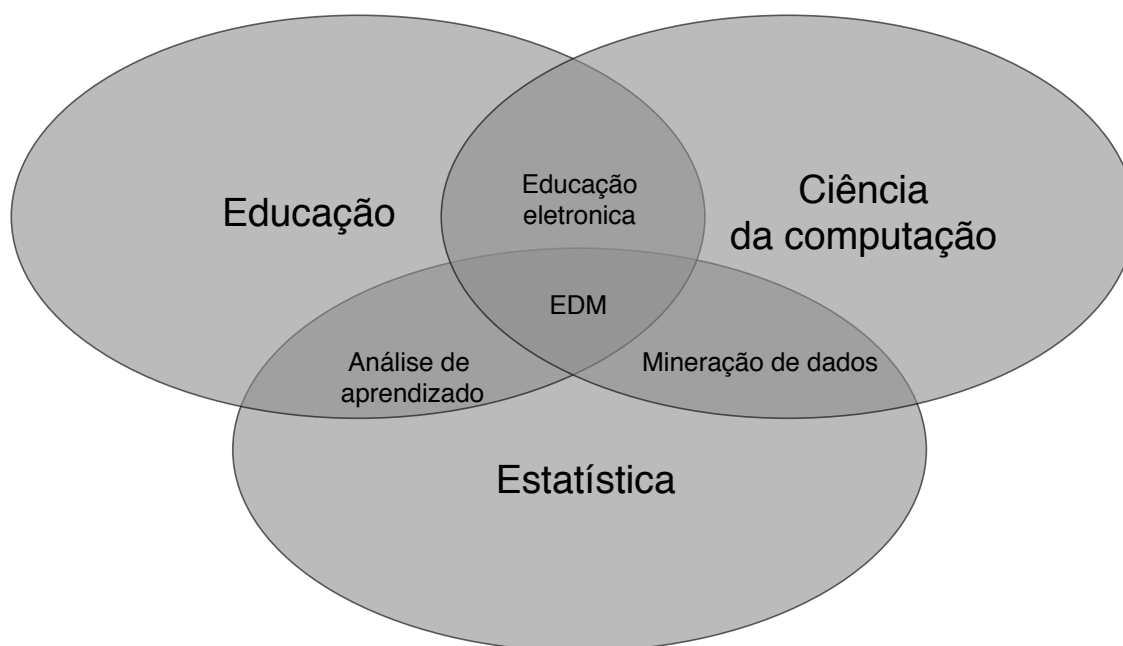 Educação
Educação
eletronica
Ciência
da computação
EDM
Análise de
aprendizado
Mineração de dados
Estatística